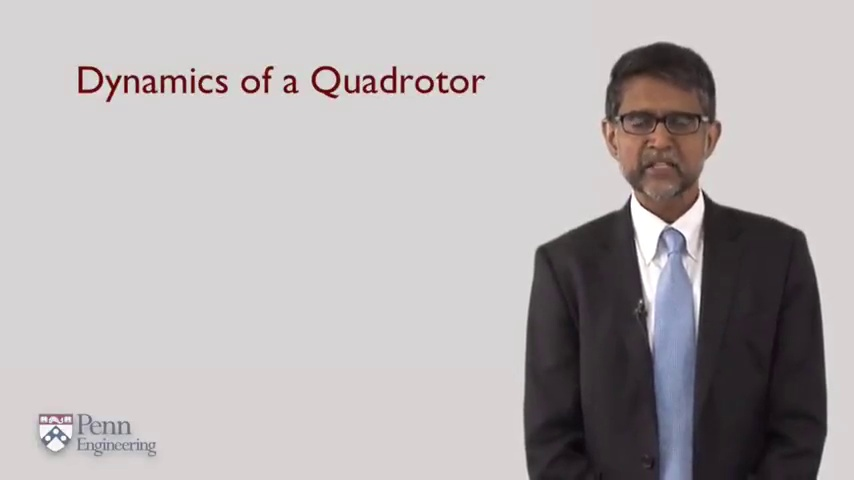 Dynamics of a Quadrotor
Penn
Engineering